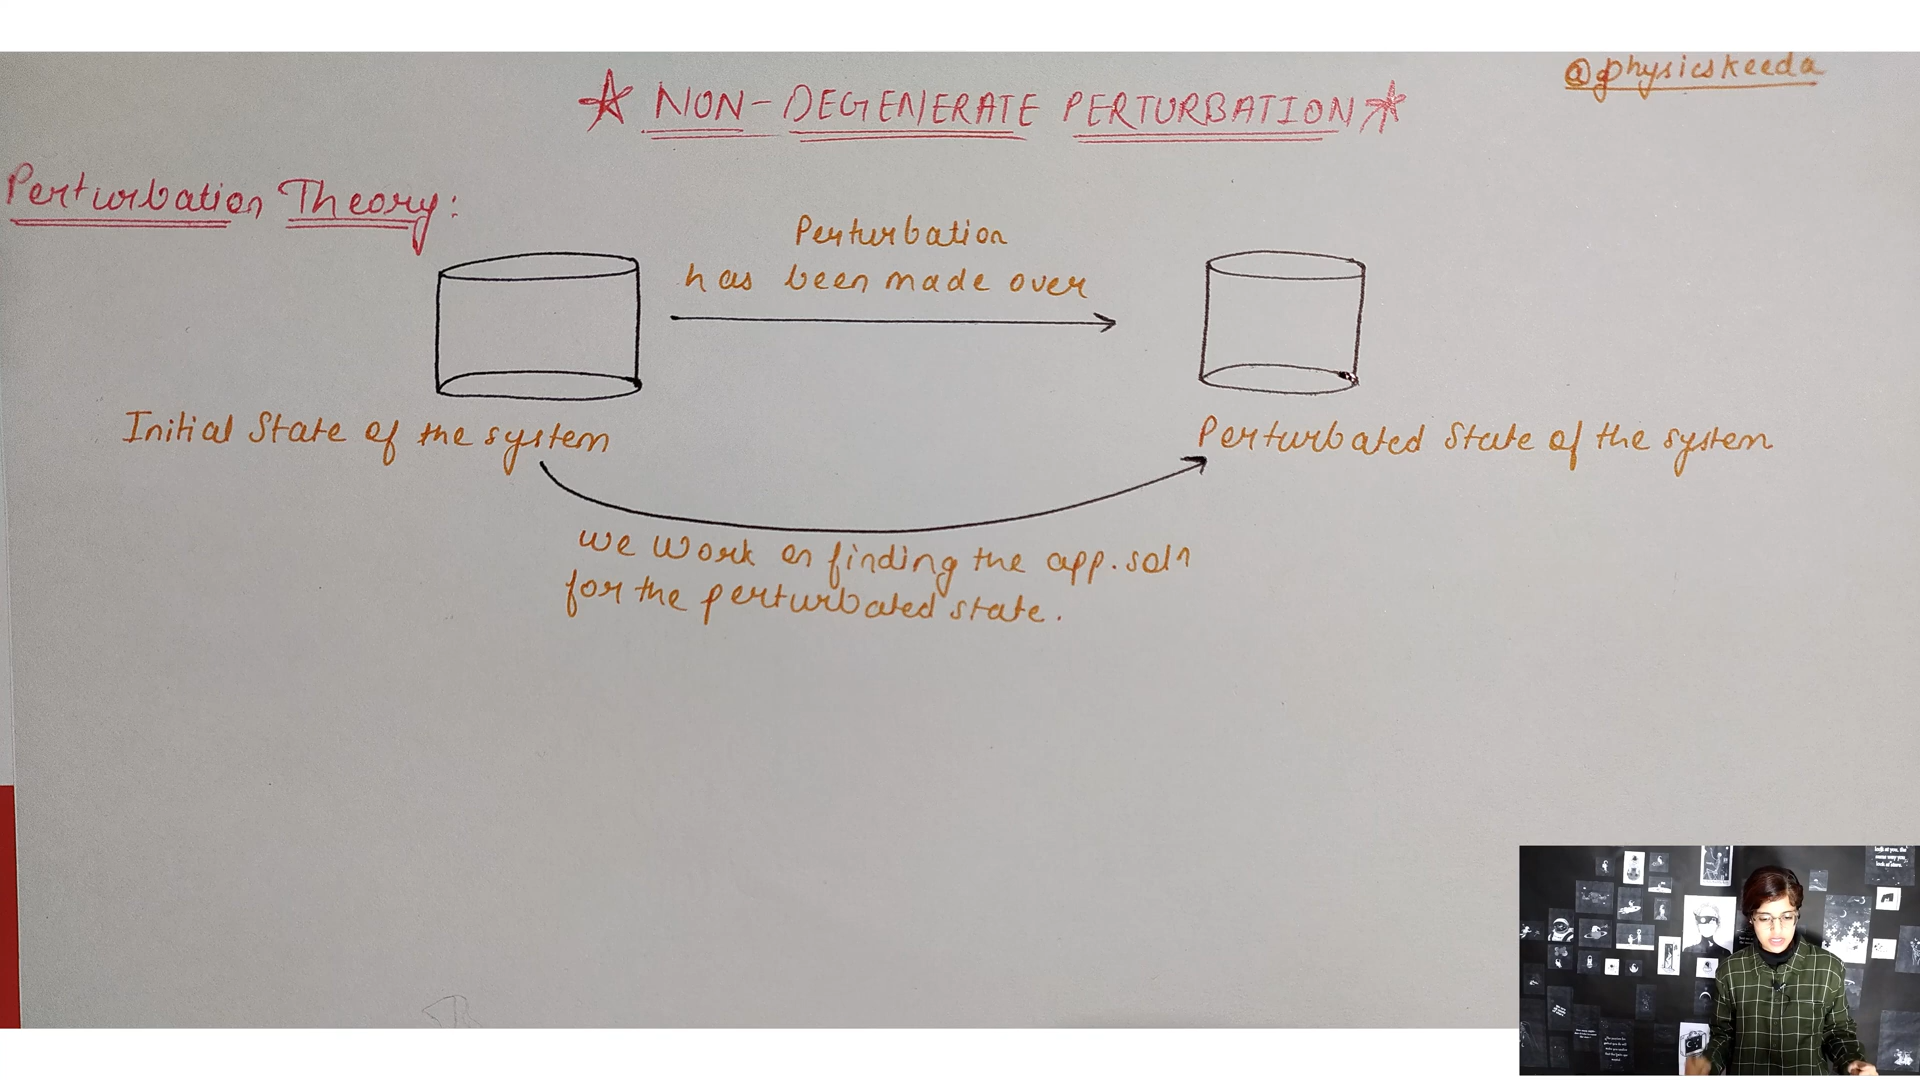 @physicskeeda
☆ NON-DEGENERATE PERTURBATION ☆
Perturbation Theory:
Perturbation
has been made over
Initial State of the system
Perturbated State of the system
we work on finding the app. soln
for the perturbated state.